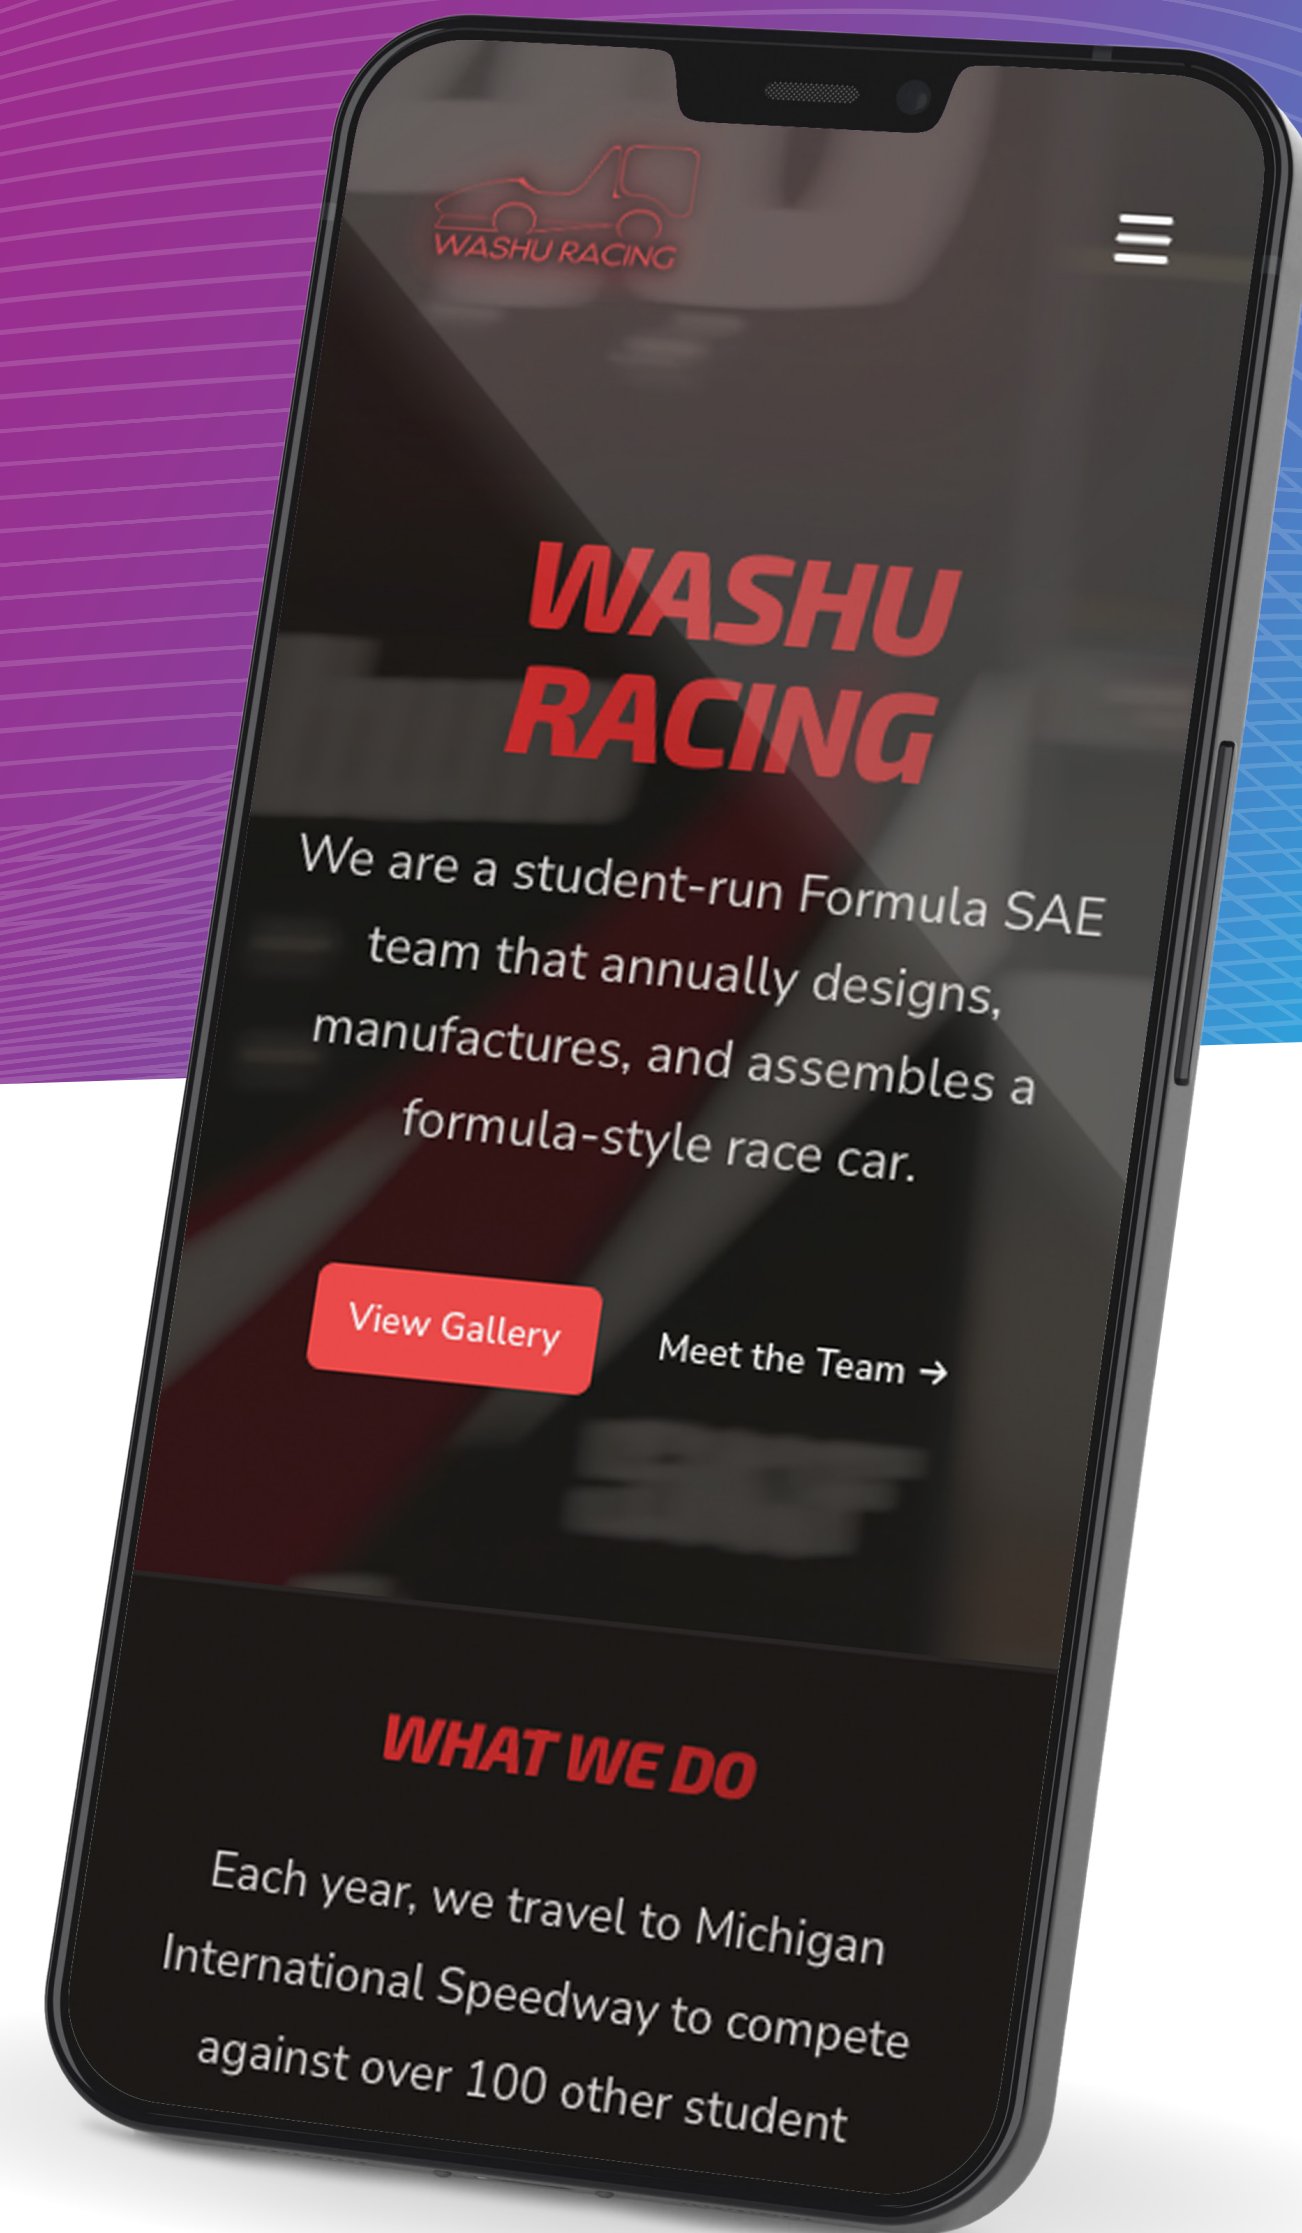 WASHU RACING
WASHU
RACING
We are a student-run Formula SAE
team that annually designs,
manufactures, and assembles a
formula-style race car.
View Gallery
Meet the Team →
WHAT WE DO
Each year, we travel to Michigan
International Speedway to compete
against over 100 other student